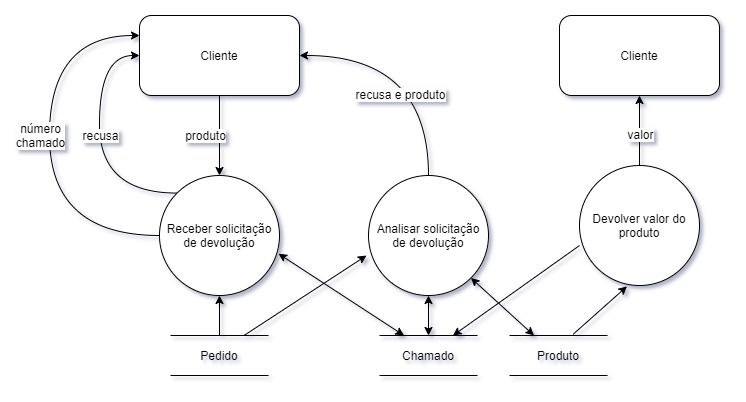 Cliente
Cliente
recusa e produto
número
chamado
recusa
produto
valor
Receber solicitação
de devolução
Analisar solicitação
de devolução
Devolver valor do
produto
Pedido
Chamado
Produto